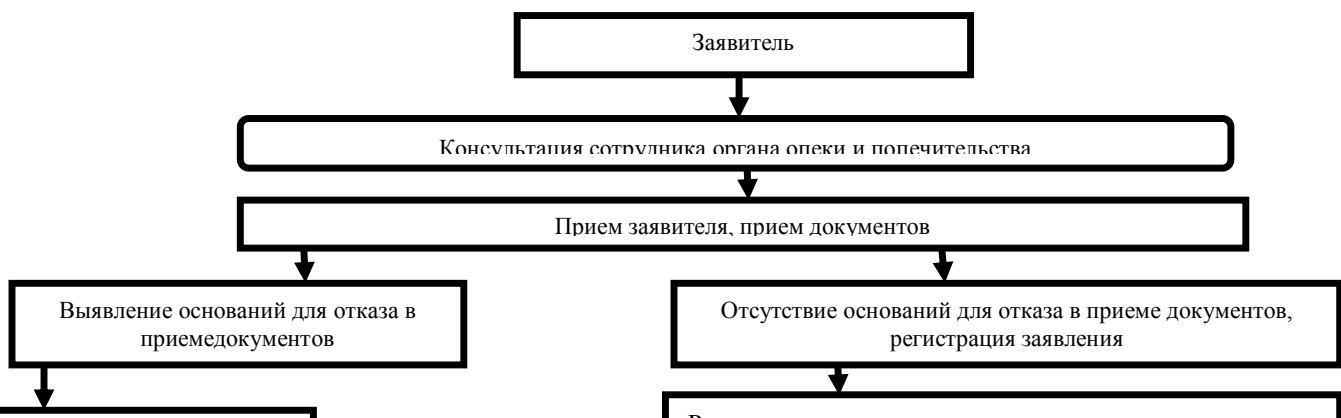 Заявитель
Консультация сотрудника органа опеки и попечительства
Прием заявителя, прием документов
Выявление оснований для отказа в
приемедокументов
Отсутствие оснований для отказа в приеме документов,
регистрация заявления